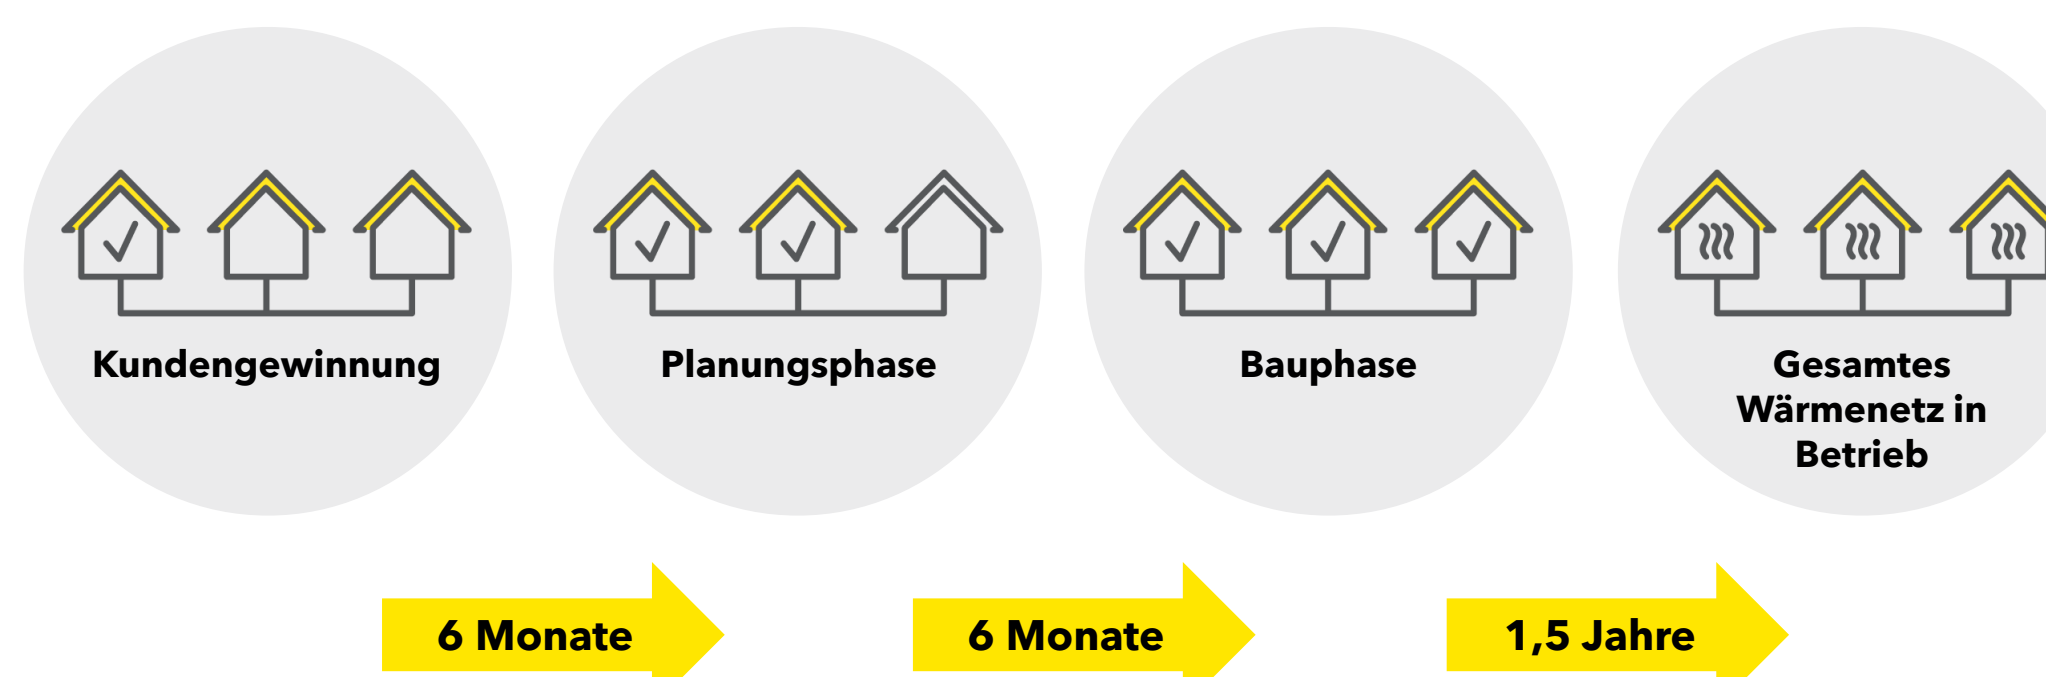 Kundengewinnung
Planungsphase
Bauphase
Gesamtes
Wärmenetz in
Betrieb
6 Monate
6 Monate
1,5 Jahre